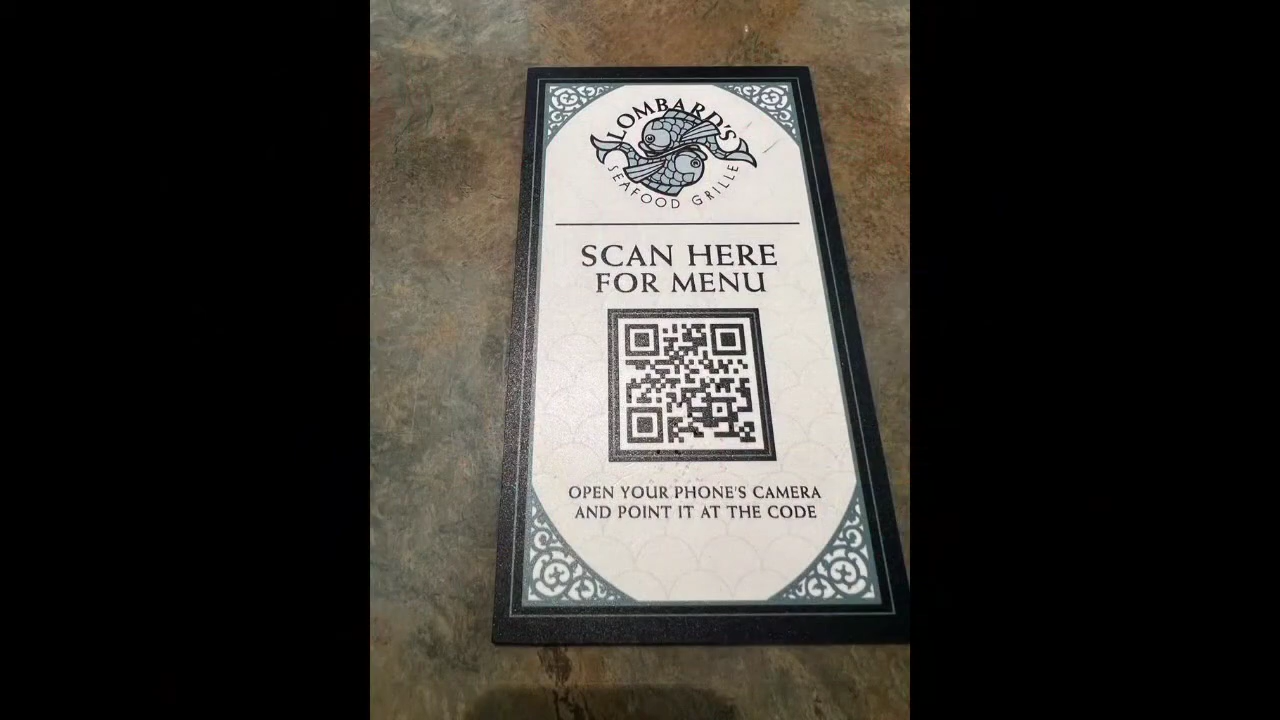 LOMBARD'S
SEAFOOD GRILLE
SCAN HERE
FOR MENU
OPEN YOUR PHONE'S CAMERA
AND POINT IT AT THE CODE